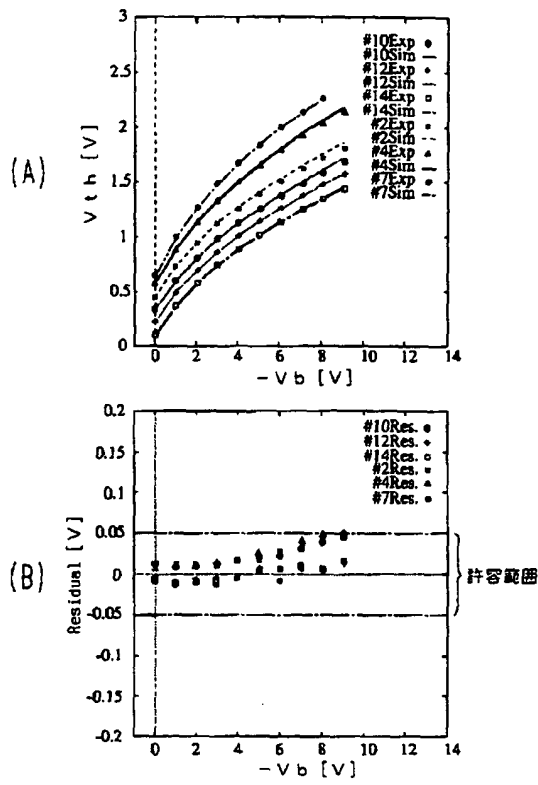 (A)
Vth [V]
3
2.5
2
1.5
1
0.5
0
#10Exp
#10Sim
#12Exp
#12Sim
#14Exp
#14Sim
#2Exp
#2Sim
#4Exp
#4Sim
#7Exp
#7Sim
0 2 4 6 8 10 12 14
-Vb [V]
(B)
Residual [V]
0.2
0.15
0.1
0.05
0
-0.05
-0.1
-0.15
-0.2
#10Res.
#12Res.
#14Res.
#2Res.
#4Res.
#7Res.
許容範囲
0 2 4 6 8 10 12 14
-Vb [V]